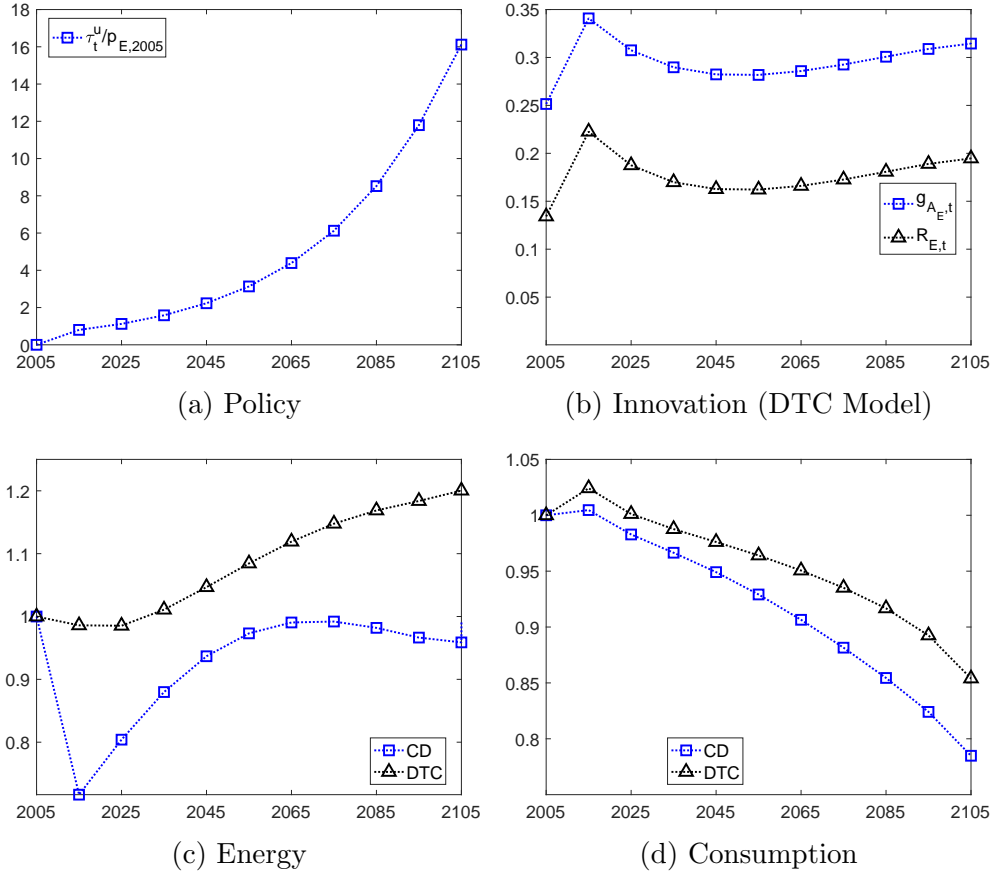 18
16
14
12
10
8
6
4
2
0
2005 2025 2045 2065 2085 2105
τ_t^u/p_{E,2005}
(a) Policy
0.35
0.3
0.25
0.2
0.15
0.1
0.05
2005 2025 2045 2065 2085 2105
g_{A_E,t}
R_{E,t}
(b) Innovation (DTC Model)
1.2
1.1
1
0.9
0.8
2005 2025 2045 2065 2085 2105
CD
DTC
(c) Energy
1.05
1
0.95
0.9
0.85
0.8
2005 2025 2045 2065 2085 2105
CD
DTC
(d) Consumption